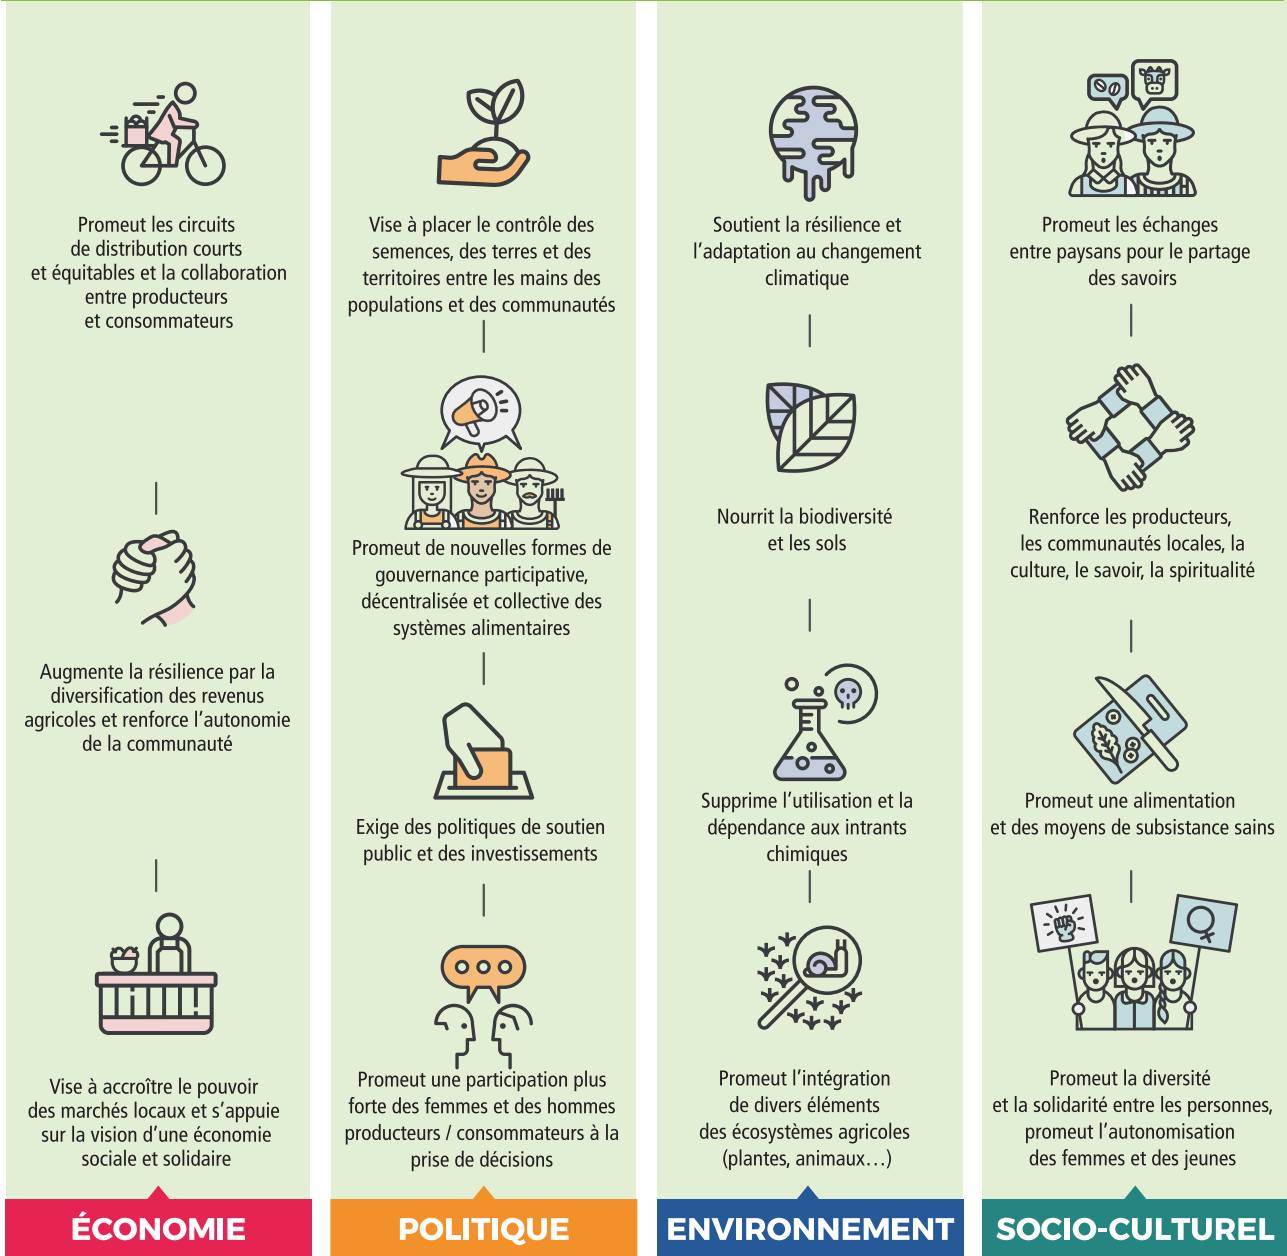 Promeut les circuits
de distribution courts
et équitables et la collaboration
entre producteurs
et consommateurs
Augmente la résilience par la
diversification des revenus
agricoles et renforce l'autonomie
de la communauté
Vise à accroître le pouvoir
des marchés locaux et s'appuie
sur la vision d'une économie
sociale et solidaire
ÉCONOMIE
Vise à placer le contrôle des
semences, des terres et des
territoires entre les mains des
populations et des communautés
Promeut de nouvelles formes de
gouvernance participative,
décentralisée et collective des
systèmes alimentaires
Exige des politiques de soutien
public et des investissements
Promeut une participation plus
forte des femmes et des hommes
producteurs / consommateurs à la
prise de décisions
POLITIQUE
Soutient la résilience et
l'adaptation au changement
climatique
Nourrit la biodiversité
et les sols
Supprime l'utilisation et la
dépendance aux intrants
chimiques
Promeut l'intégration
de divers éléments
des écosystèmes agricoles
(plantes, animaux…)
ENVIRONNEMENT
Promeut les échanges
entre paysans pour le partage
des savoirs
Renforce les producteurs,
les communautés locales, la
culture, le savoir, la spiritualité
Promeut une alimentation
et des moyens de subsistance sains
Promeut la diversité
et la solidarité entre les personnes,
promeut l'autonomisation
des femmes et des jeunes
SOCIO-CULTUREL